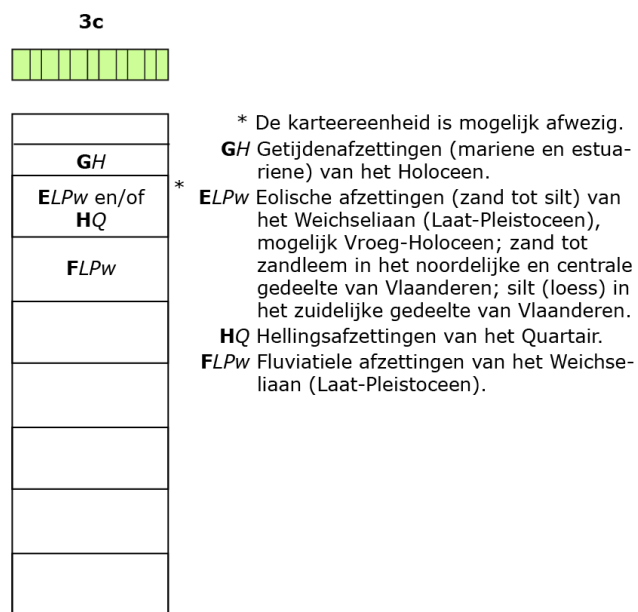 3c
GH
ELPw en/of
HQ
*
FLPw
* De karteereenheid is mogelijk afwezig.
GH Getijdenafzettingen (mariene en estua-
riene) van het Holoceen.
ELPw Eolische afzettingen (zand tot silt) van
het Weichseliaan (Laat-Pleistoceen),
mogelijk Vroeg-Holoceen; zand tot
zandleem in het noordelijke en centrale
gedeelte van Vlaanderen; silt (loess) in
het zuidelijke gedeelte van Vlaanderen.
HQ Hellingsafzettingen van het Quartair.
FLPw Fluviatiele afzettingen van het Weichse-
liaan (Laat-Pleistoceen).